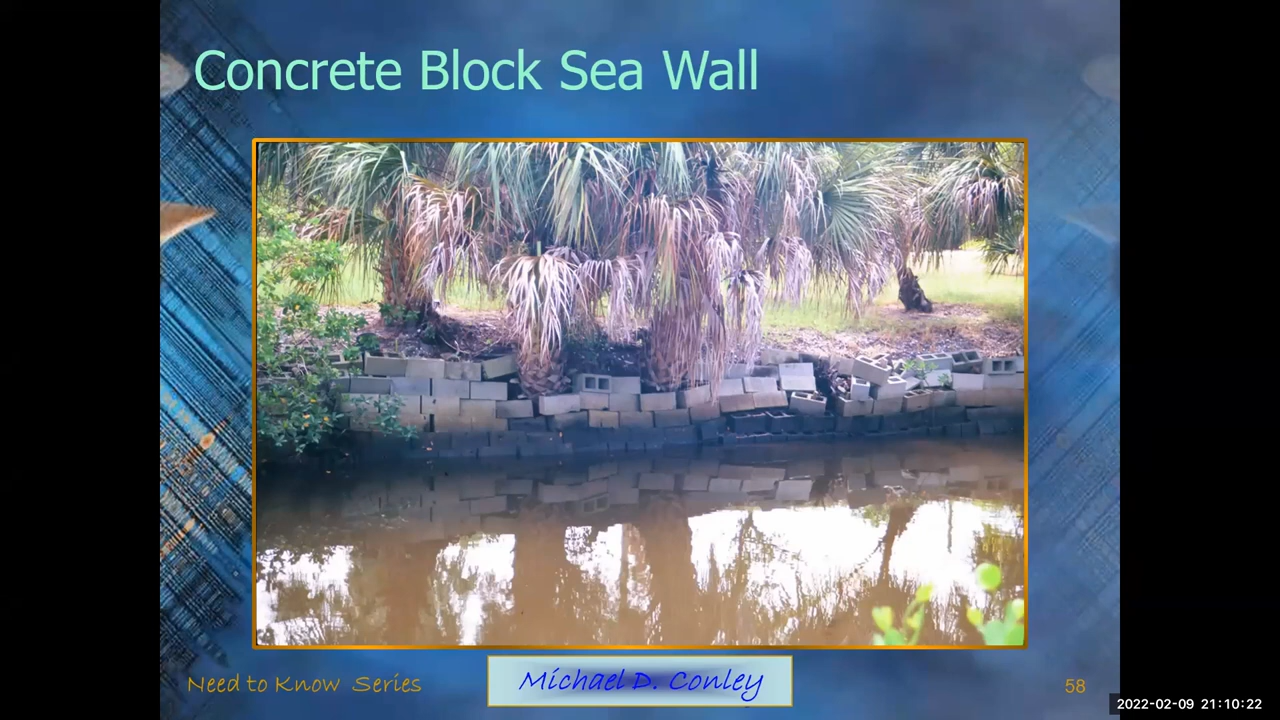 Concrete Block Sea Wall
Need to Know Series
Michael D. Conley
58
2022-02-09 21:10:22